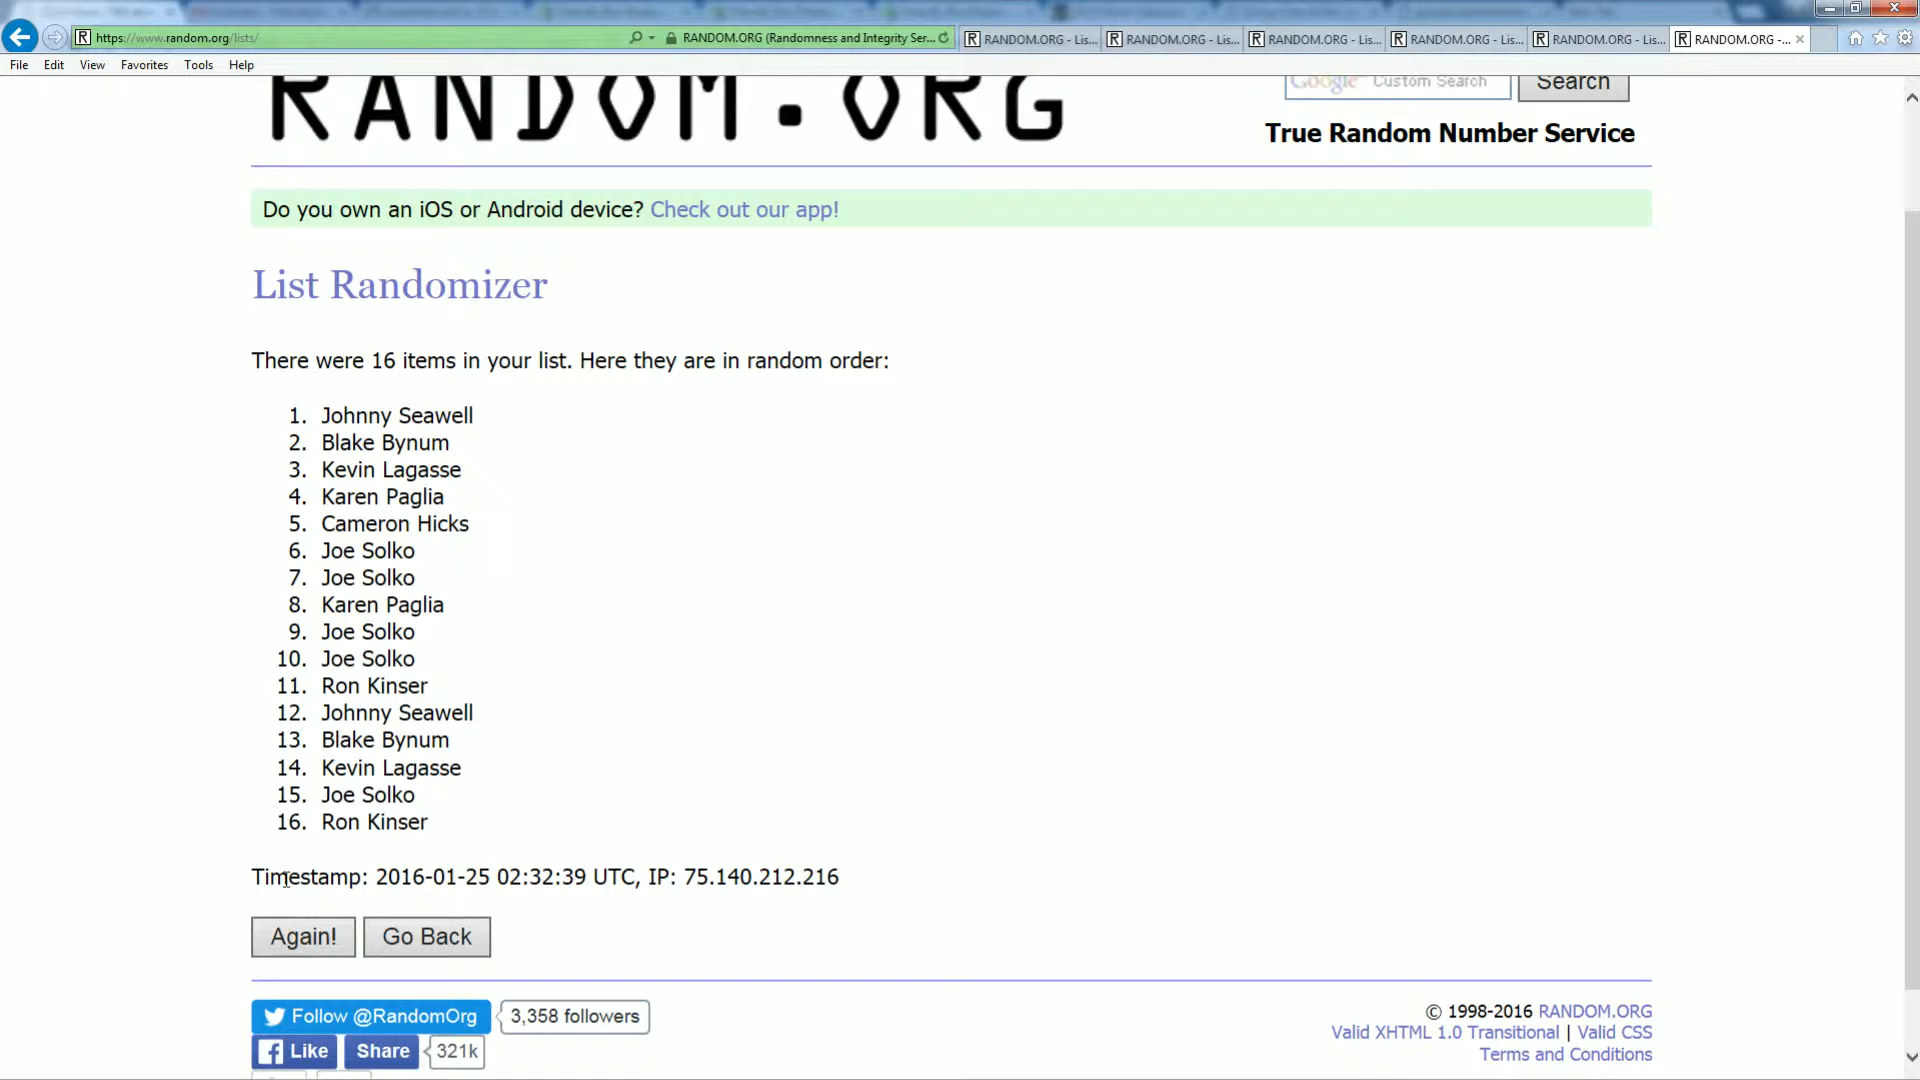 https://www.random.org/lists/
RANDOM.ORG (Randomness and Integrity Ser...
RANDOM.ORG - Lis...
RANDOM.ORG - Lis...
RANDOM.ORG - Lis...
RANDOM.ORG - Lis...
RANDOM.ORG - Lis...
RANDOM.ORG -...
File Edit View Favorites Tools Help
RANDOM.ORG
Google Custom Search
Search
True Random Number Service
Do you own an iOS or Android device? Check out our app!
List Randomizer
There were 16 items in your list. Here they are in random order:
1. Johnny Seawell
2. Blake Bynum
3. Kevin Lagasse
4. Karen Paglia
5. Cameron Hicks
6. Joe Solko
7. Joe Solko
8. Karen Paglia
9. Joe Solko
10. Joe Solko
11. Ron Kinser
12. Johnny Seawell
13. Blake Bynum
14. Kevin Lagasse
15. Joe Solko
16. Ron Kinser
Timestamp: 2016-01-25 02:32:39 UTC, IP: 75.140.212.216
Again! Go Back
Follow @RandomOrg 3,358 followers
Like Share 321k
© 1998-2016 RANDOM.ORG
Valid XHTML 1.0 Transitional | Valid CSS
Terms and Conditions